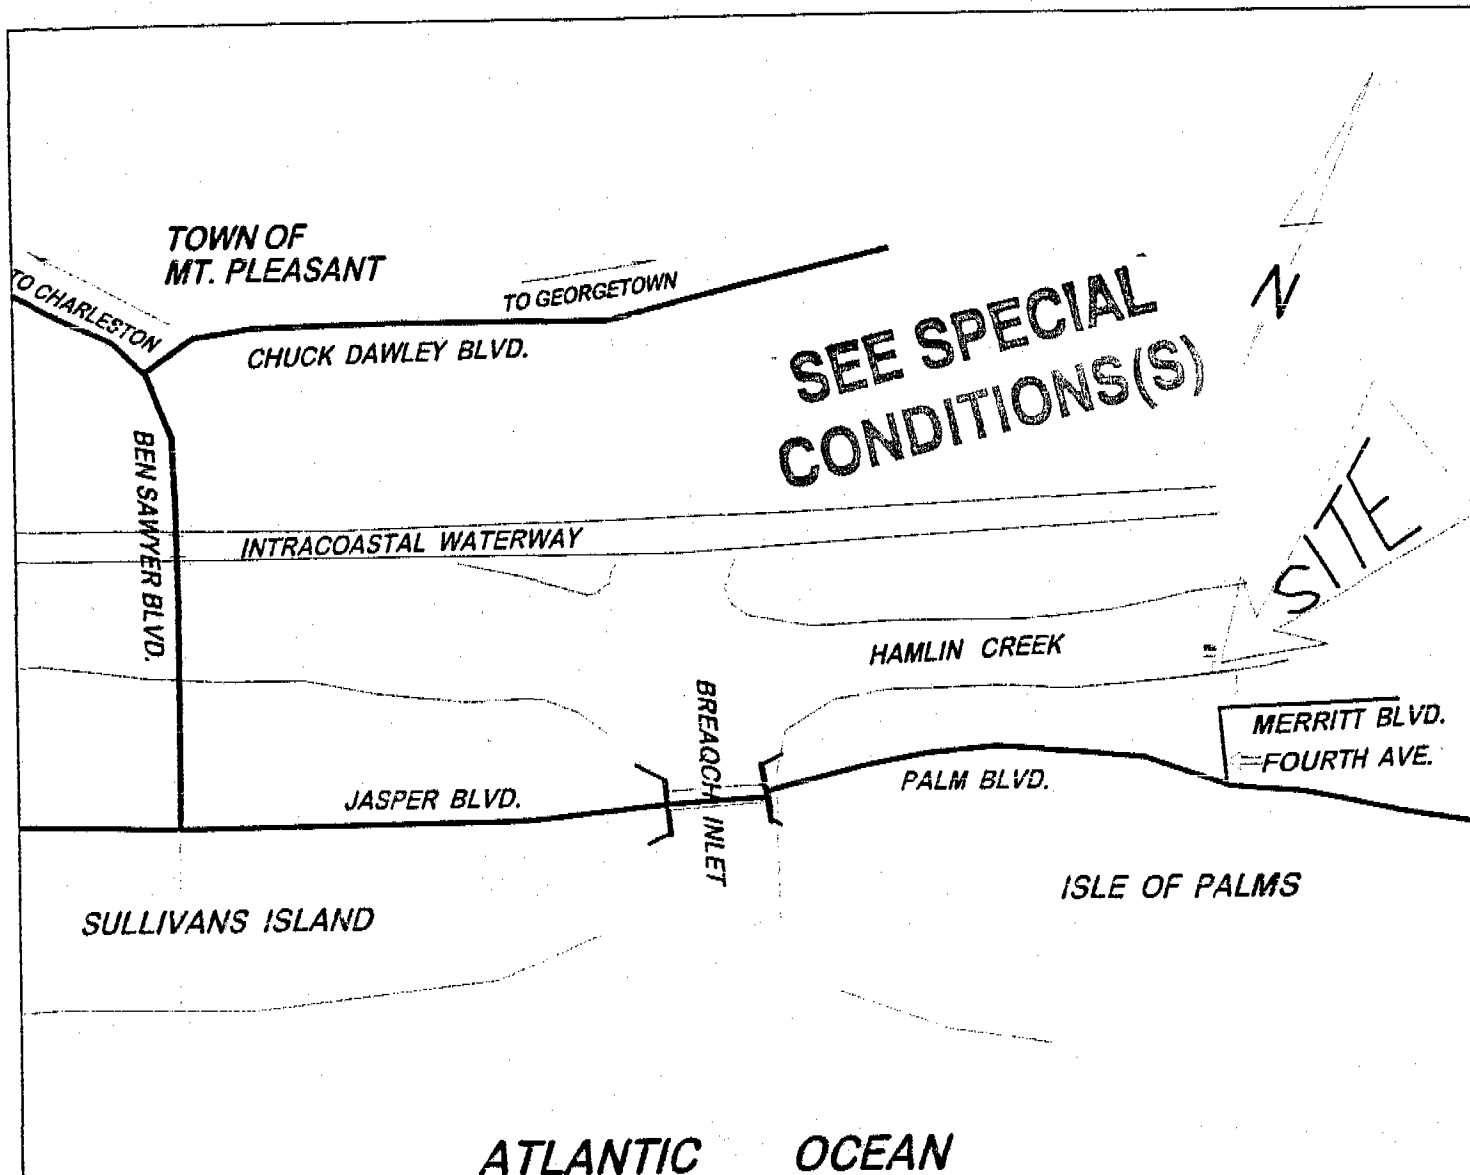 TOWN OF
MT. PLEASANT
TO CHARLESTON
TO GEORGETOWN
CHUCK DAWLEY BLVD.
SEE SPECIAL
CONDITIONS(S)
N
SITE
BEN SAWYER BLVD.
INTRACOASTAL WATERWAY
HAMLIN CREEK
BREAQCH INLET
MERRITT BLVD.
FOURTH AVE.
JASPER BLVD.
PALM BLVD.
SULLIVANS ISLAND
ISLE OF PALMS
ATLANTIC OCEAN